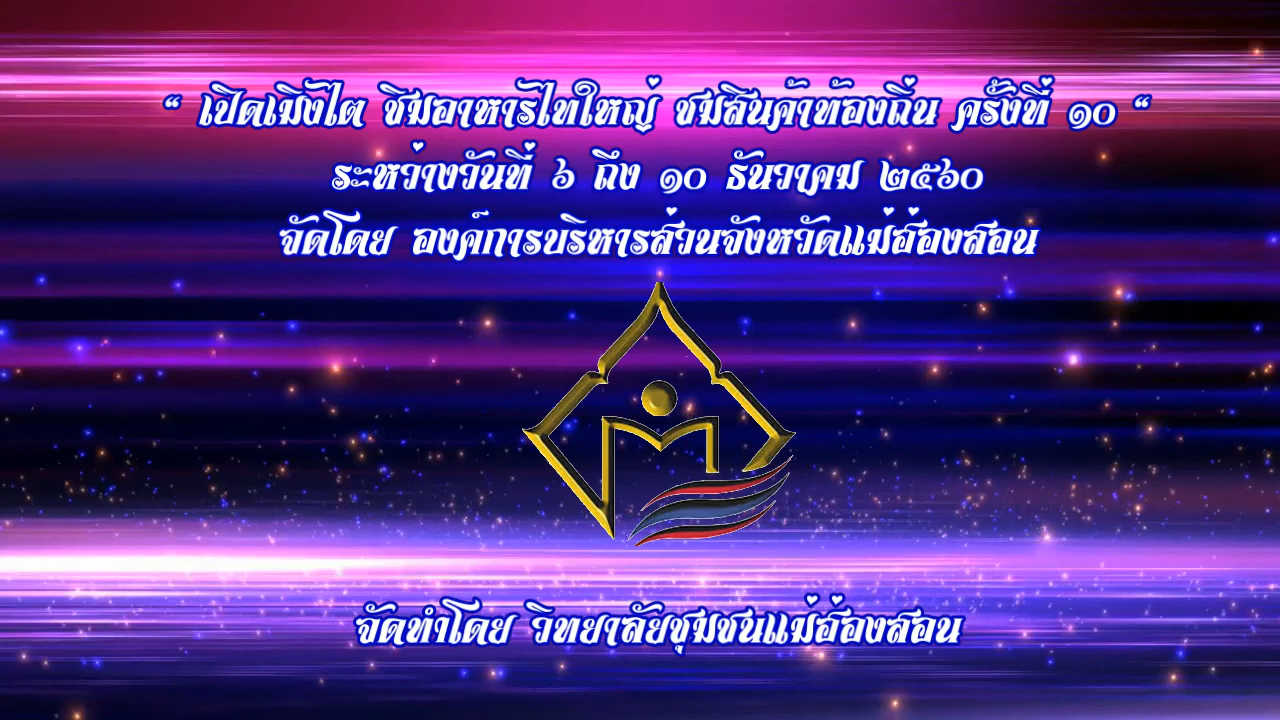 “ เปิดเมิงไต ชิมอาหารไทใหญ่ ชมสินค้าท้องถิ่น ครั้งที่ ๑๐ “
ระหว่างวันที่ ๖ ถึง ๑๐ ธันวาคม ๒๕๖๐
จัดโดย องค์การบริหารส่วนจังหวัดแม่ฮ่องสอน
จัดทำโดย วิทยาลัยชุมชนแม่ฮ่องสอน